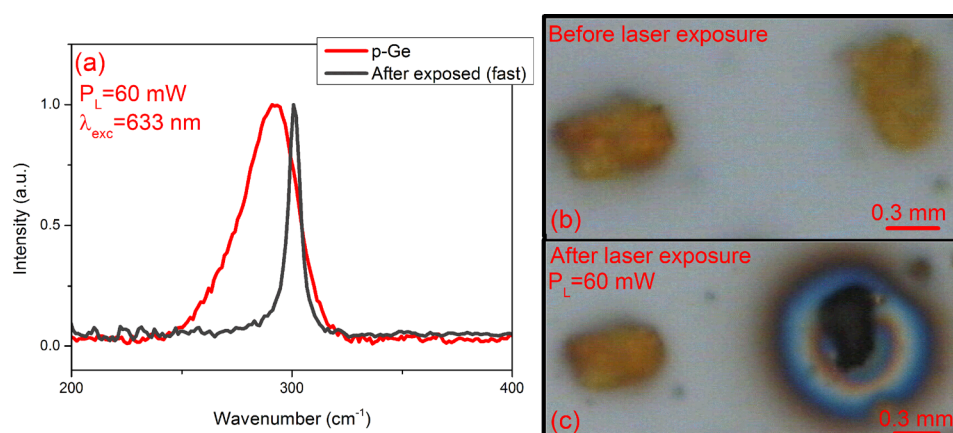 (a)
P_L=60 mW
λ_exc=633 nm
p-Ge
After exposed (fast)
1.0
0.5
0.0
Intensity (a.u.)
200
300
400
Wavenumber (cm⁻¹)
Before laser exposure
(b)
0.3 mm
After laser exposure
P_L=60 mW
(c)
0.3 mm